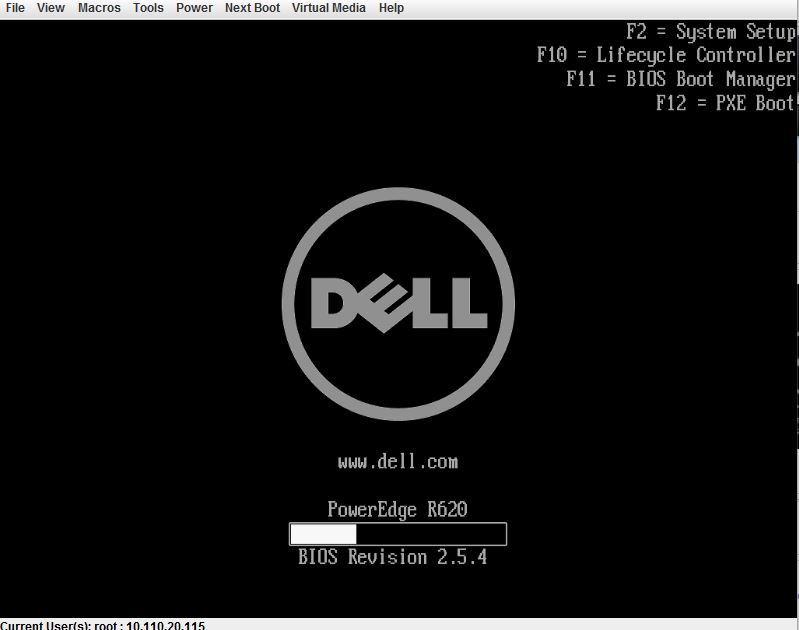 File View Macros Tools Power Next Boot Virtual Media Help
F2 = System Setup
F10 = Lifecycle Controller
F11 = BIOS Boot Manager
F12 = PXE Boot
DELL
www.dell.com
PowerEdge R620
BIOS Revision 2.5.4
Current User(s): root : 10.110.20.115